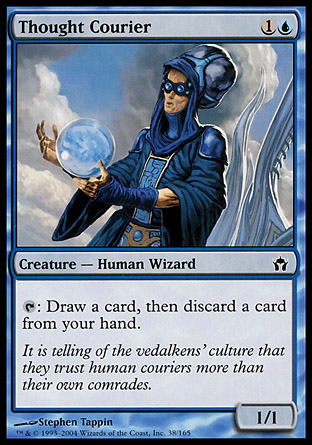 Thought Courier 1
Creature — Human Wizard
: Draw a card, then discard a card
from your hand.
It is telling of the vedalkens' culture that
they trust human couriers more than
their own comrades.
Stephen Tappin
™ & © 1993–2004 Wizards of the Coast, Inc. 38/165
1/1